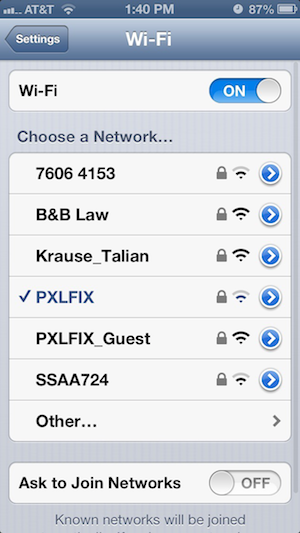 AT&T 1:40 PM 87%
Settings Wi-Fi
Wi-Fi ON
Choose a Network...
7606 4153
B&B Law
Krause_Talian
PXLFIX
PXLFIX_Guest
SSAA724
Other...
Ask to Join Networks OFF
Known networks will be joined